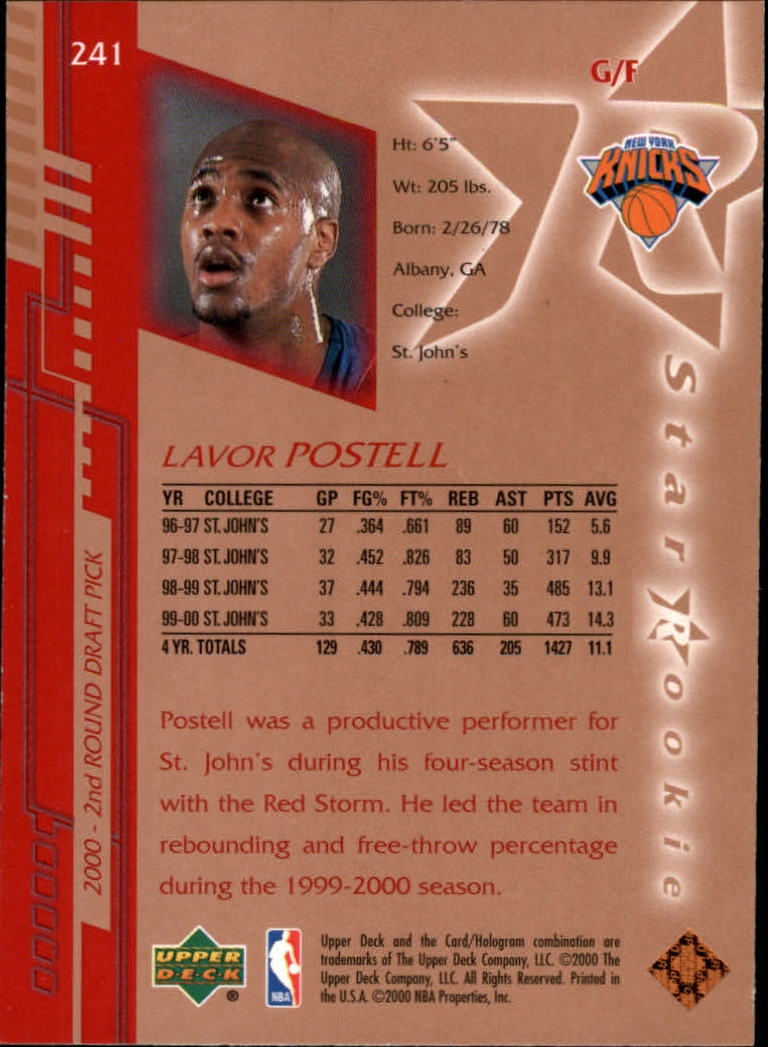 241
G/F
NEW YORK
KNICKS
Ht: 6'5"
Wt: 205 lbs.
Born: 2/26/78
Albany, GA
College:
St. John's
Star Rookie
2000 - 2nd ROUND DRAFT PICK
LAVOR POSTELL
YR COLLEGE GP FG% FT% REB AST PTS AVG
96-97 ST. JOHN'S 27 .364 .661 89 60 152 5.6
97-98 ST. JOHN'S 32 .452 .826 83 50 317 9.9
98-99 ST. JOHN'S 37 .444 .794 236 35 485 13.1
99-00 ST. JOHN'S 33 .428 .809 228 60 473 14.3
4 YR. TOTALS 129 .430 .789 636 205 1427 11.1
Postell was a productive performer for
St. John's during his four-season stint
with the Red Storm. He led the team in
rebounding and free-throw percentage
during the 1999-2000 season.
UPPER
D·E·C·K
®
NBA
Upper Deck and the Card/Hologram combination are
trademarks of The Upper Deck Company, LLC. ©2000 The
Upper Deck Company, LLC. All Rights Reserved. Printed in
the U.S.A. ©2000 NBA Properties, Inc.